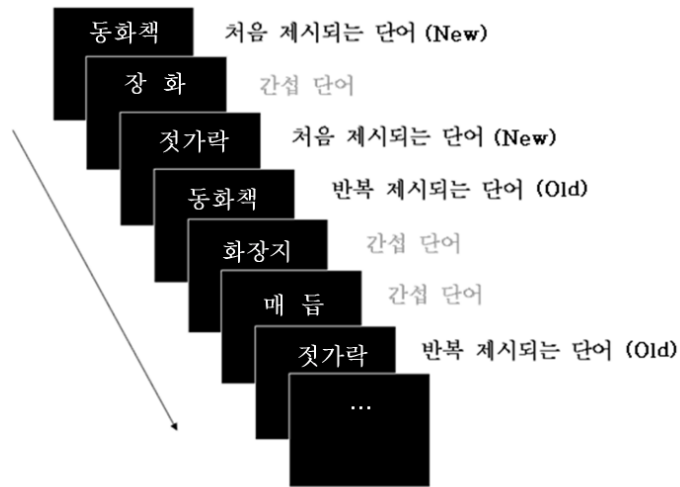 동화책 처음 제시되는 단어 (New)
장 화 간섭 단어
젓가락 처음 제시되는 단어 (New)
동화책 반복 제시되는 단어 (Old)
화장지 간섭 단어
매 듭 간섭 단어
젓가락 반복 제시되는 단어 (Old)
...